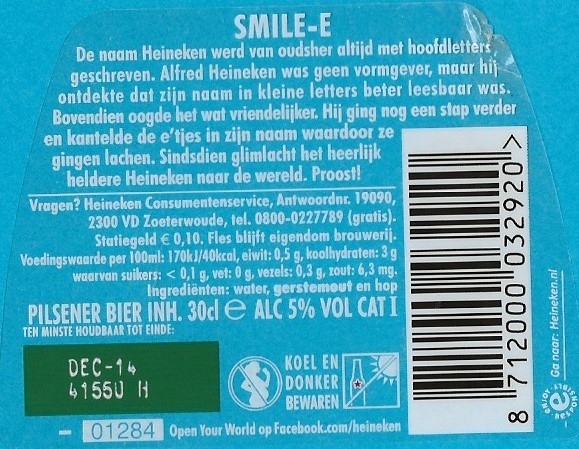 SMILE-E
De naam Heineken werd van oudsher altijd met hoofdletters
geschreven. Alfred Heineken was geen vormgever, maar hij
ontdekte dat zijn naam in kleine letters beter leesbaar was.
Bovendien oogde het wat vriendelijker. Hij ging nog een stap verder
en kantelde de e'tjes in zijn naam waardoor ze
gingen lachen. Sindsdien glimlacht het heerlijk
heldere Heineken naar de wereld. Proost!
Vragen? Heineken Consumentenservice, Antwoordnr. 19090,
2300 VD Zoeterwoude, tel. 0800-0227789 (gratis).
Statiegeld € 0,10. Fles blijft eigendom brouwerij.
Voedingswaarde per 100ml: 170kJ/40kcal, eiwit: 0,5 g, koolhydraten: 3 g
waarvan suikers: < 0,1 g, vet: 0 g, vezels: 0,3 g, zout: 6,3 mg.
Ingrediënten: water, gerstemout en hop
PILSENER BIER INH. 30cl e ALC 5% VOL CAT I
TEN MINSTE HOUDBAAR TOT EINDE:
DEC-14
4155U H
KOEL EN
DONKER
BEWAREN
01284 Open Your World op Facebook.com/heineken
8 712000 032920 >
Ga naar: Heineken.nl